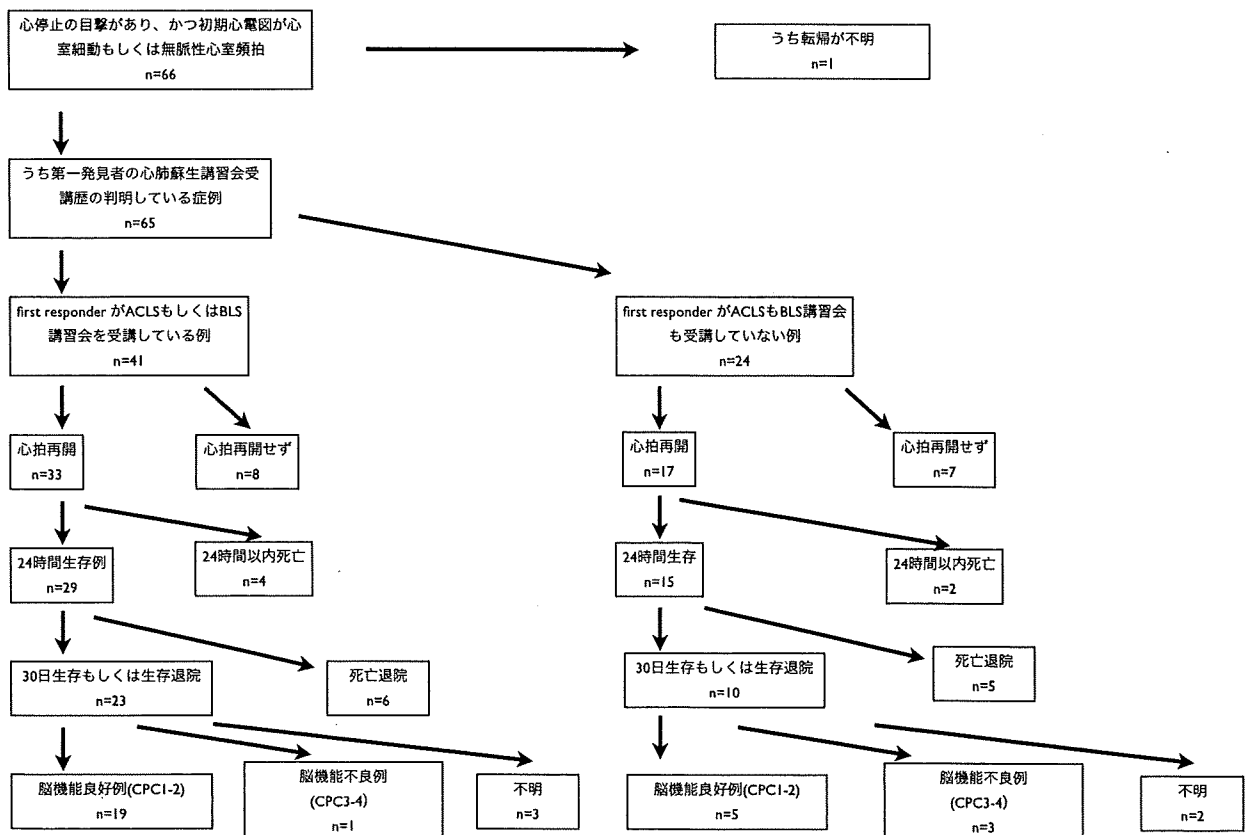 心停止の目撃があり、かつ初期心電図が心
室細動もしくは無脈性心室頻拍
n=66
うち転帰が不明
n=1
うち第一発見者の心肺蘇生講習会受
講歴の判明している症例
n=65
first responder がACLSもしくはBLS
講習会を受講している例
n=41
first responder がACLSもBLS講習会
も受講していない例
n=24
心拍再開
n=33
心拍再開せず
n=8
心拍再開
n=17
心拍再開せず
n=7
24時間生存例
n=29
24時間以内死亡
n=4
24時間生存
n=15
24時間以内死亡
n=2
30日生存もしくは生存退院
n=23
死亡退院
n=6
30日生存もしくは生存退院
n=10
死亡退院
n=5
脳機能良好例(CPC1-2)
n=19
脳機能不良例
(CPC3-4)
n=1
不明
n=3
脳機能良好例(CPC1-2)
n=5
脳機能不良例
(CPC3-4)
n=3
不明
n=2